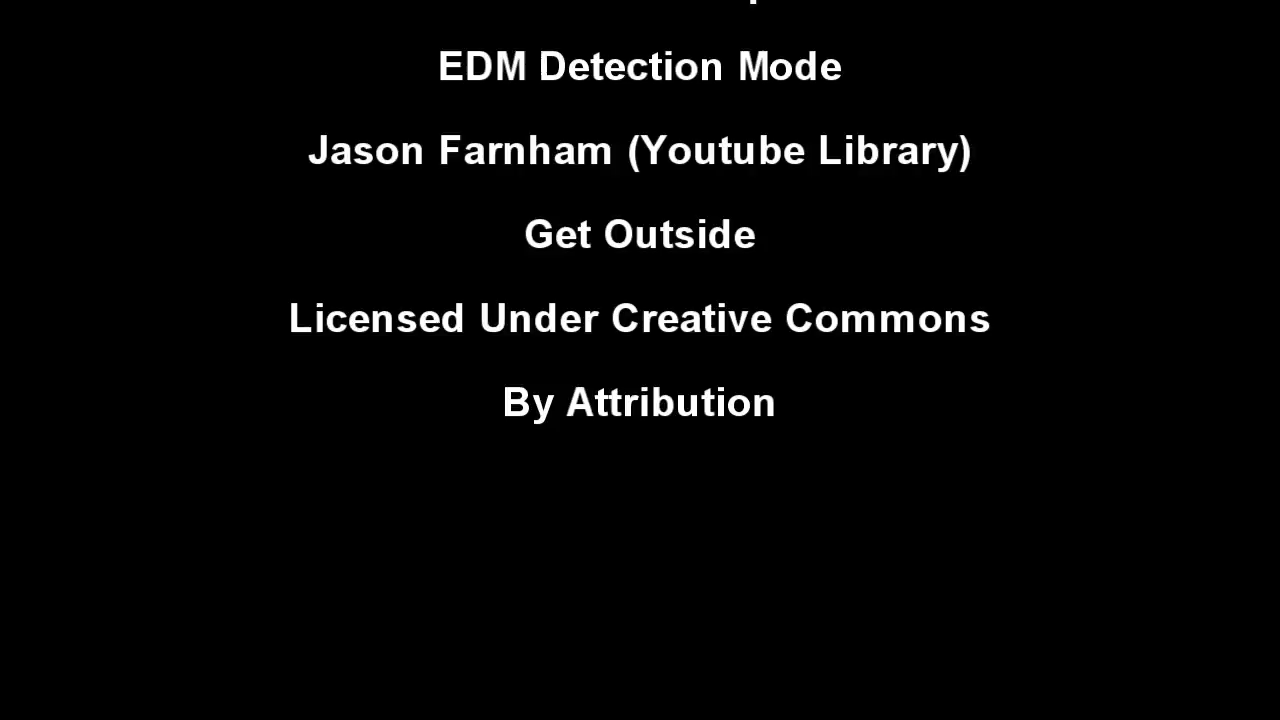 EDM Detection Mode
Jason Farnham (Youtube Library)
Get Outside
Licensed Under Creative Commons
By Attribution